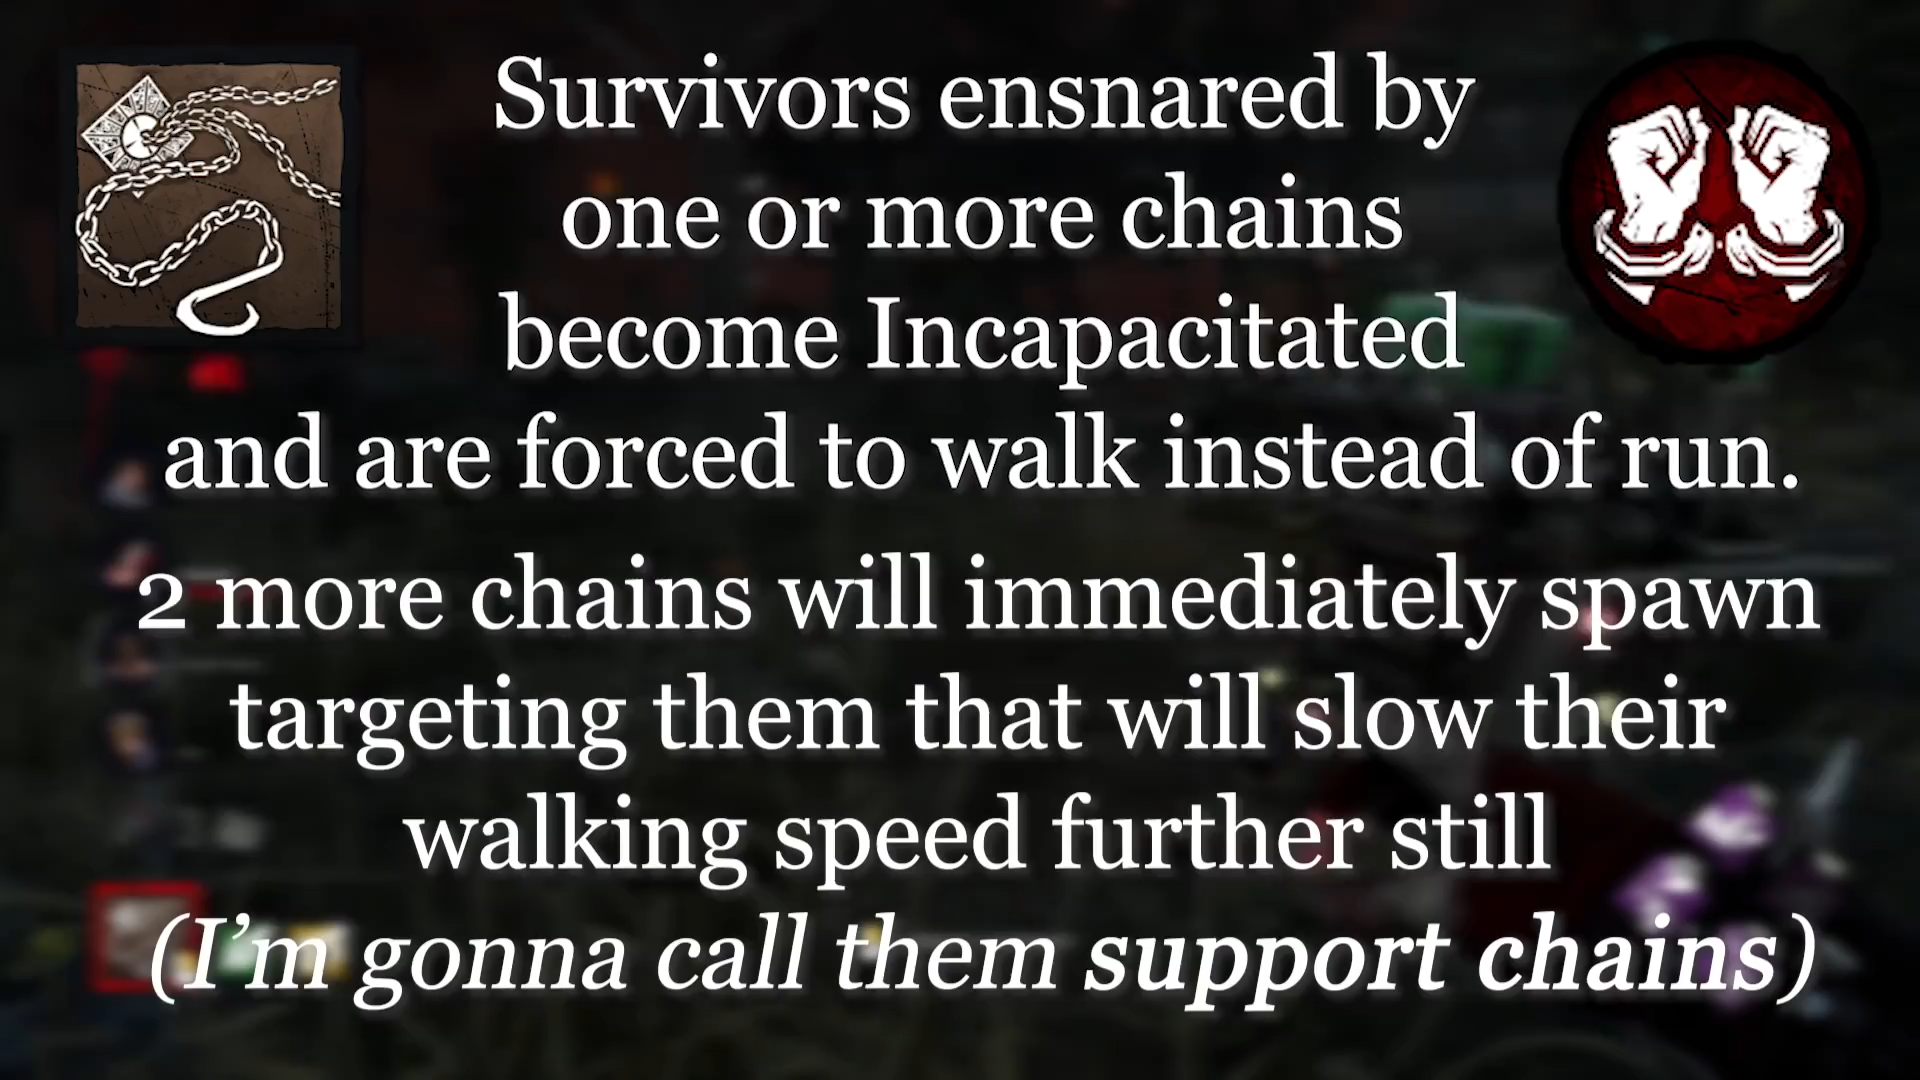 Survivors ensnared by
one or more chains
become Incapacitated
and are forced to walk instead of run.
2 more chains will immediately spawn
targeting them that will slow their
walking speed further still
(I'm gonna call them support chains)